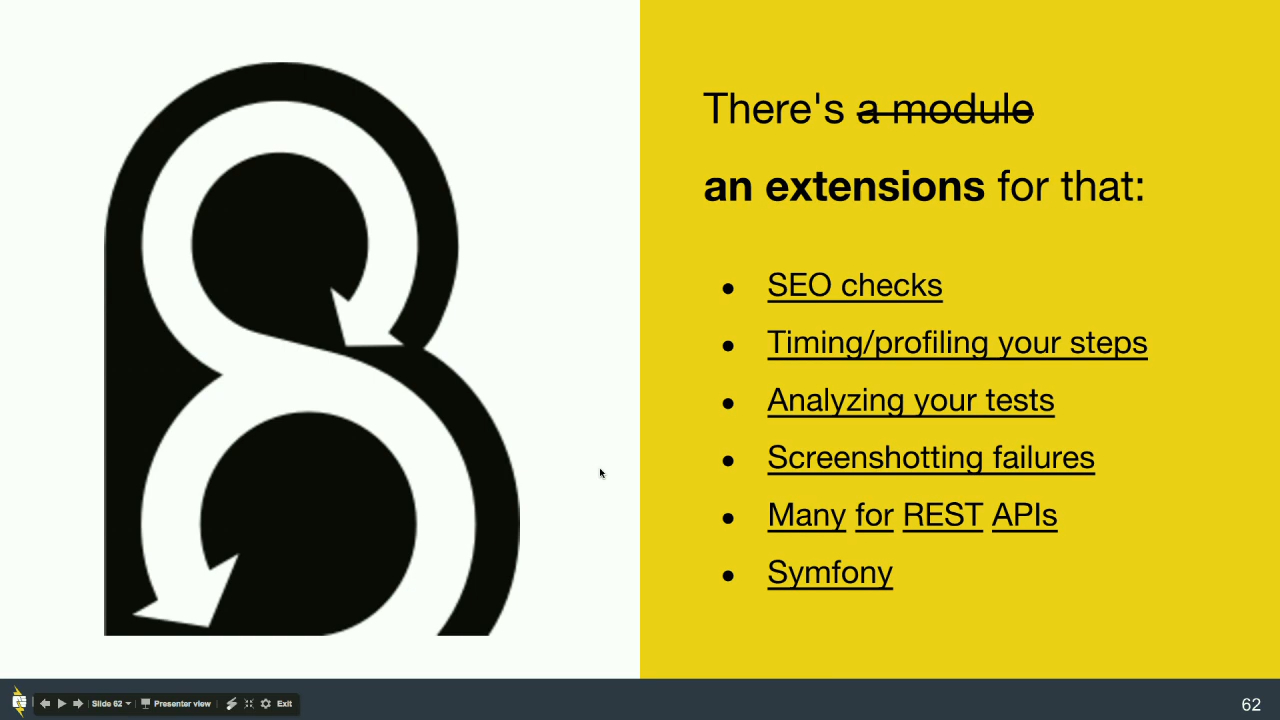 There's a module
an extensions for that:
● SEO checks
● Timing/profiling your steps
● Analyzing your tests
● Screenshotting failures
● Many for REST APIs
● Symfony
Slide 62 Presenter view Exit
62